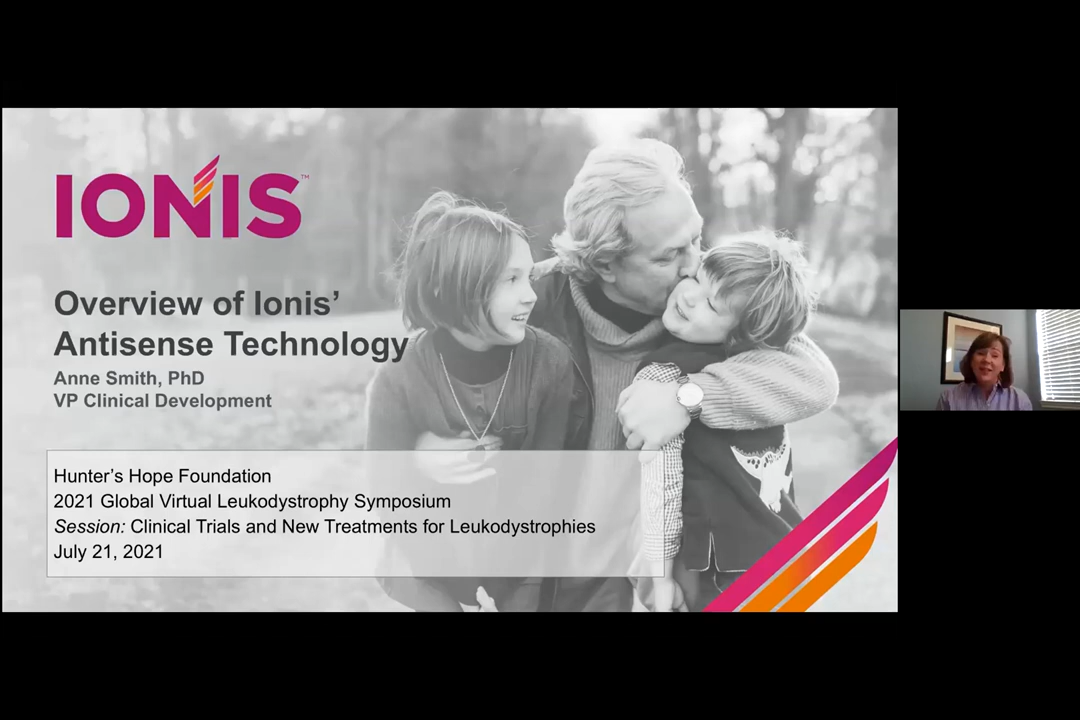 IONIS™
Overview of Ionis’
Antisense Technology
Anne Smith, PhD
VP Clinical Development
Hunter’s Hope Foundation
2021 Global Virtual Leukodystrophy Symposium
Session: Clinical Trials and New Treatments for Leukodystrophies
July 21, 2021